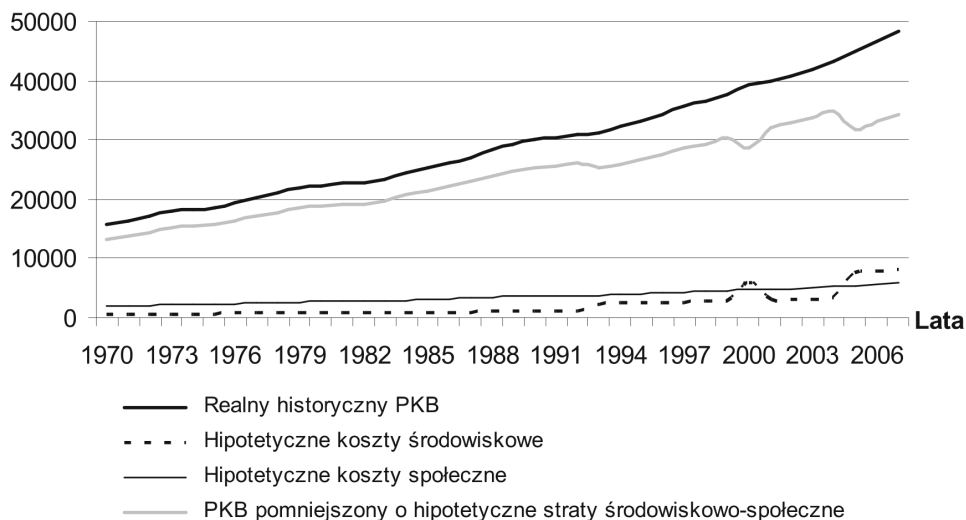 50000
40000
30000
20000
10000
0
Lata
1970 1973 1976 1979 1982 1985 1988 1991 1994 1997 2000 2003 2006
Realny historyczny PKB
Hipotetyczne koszty środowiskowe
Hipotetyczne koszty społeczne
PKB pomniejszony o hipotetyczne straty środowiskowo-społeczne